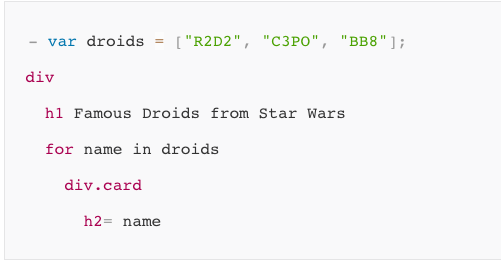 - var droids = ["R2D2", "C3PO", "BB8"];
div
  h1 Famous Droids from Star Wars
  for name in droids
    div.card
      h2= name